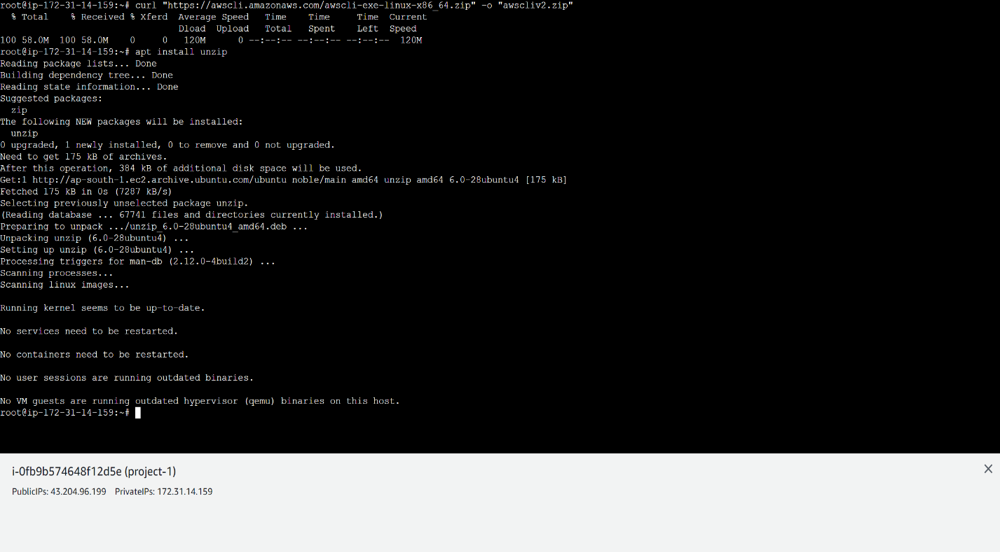 root@ip-172-31-14-159:~# curl "https://awscli.amazonaws.com/awscli-exe-linux-x86_64.zip" -o "awscliv2.zip"
  % Total    % Received % Xferd  Average Speed   Time    Time     Time  Current
                                 Dload  Upload   Total   Spent    Left  Speed
100 58.0M  100 58.0M    0     0   120M      0 --:--:-- --:--:-- --:--:--  120M
root@ip-172-31-14-159:~# apt install unzip
Reading package lists... Done
Building dependency tree... Done
Reading state information... Done
Suggested packages:
  zip
The following NEW packages will be installed:
  unzip
0 upgraded, 1 newly installed, 0 to remove and 0 not upgraded.
Need to get 175 kB of archives.
After this operation, 384 kB of additional disk space will be used.
Get:1 http://ap-south-1.ec2.archive.ubuntu.com/ubuntu noble/main amd64 unzip amd64 6.0-28ubuntu4 [175 kB]
Fetched 175 kB in 0s (7287 kB/s)
Selecting previously unselected package unzip.
(Reading database ... 67741 files and directories currently installed.)
Preparing to unpack .../unzip_6.0-28ubuntu4_amd64.deb ...
Unpacking unzip (6.0-28ubuntu4) ...
Setting up unzip (6.0-28ubuntu4) ...
Processing triggers for man-db (2.12.0-4build2) ...
Scanning processes...
Scanning linux images...
Running kernel seems to be up-to-date.
No services need to be restarted.
No containers need to be restarted.
No user sessions are running outdated binaries.
No VM guests are running outdated hypervisor (qemu) binaries on this host.
root@ip-172-31-14-159:~#
i-0fb9b574648f12d5e (project-1)
PublicIPs: 43.204.96.199    PrivateIPs: 172.31.14.159